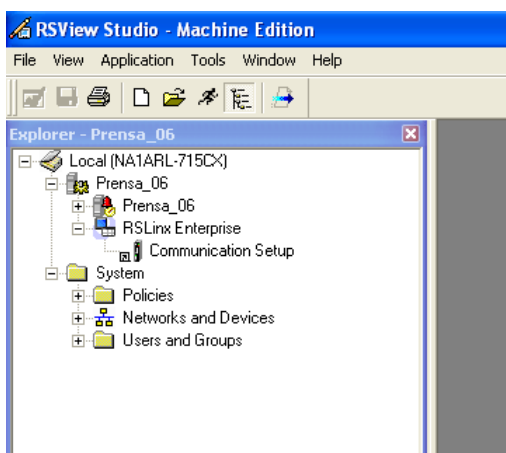 RSView Studio - Machine Edition
File View Application Tools Window Help
Explorer - Prensa_06
Local (NA1ARL-715CX)
Prensa_06
Prensa_06
RSLinx Enterprise
Communication Setup
System
Policies
Networks and Devices
Users and Groups